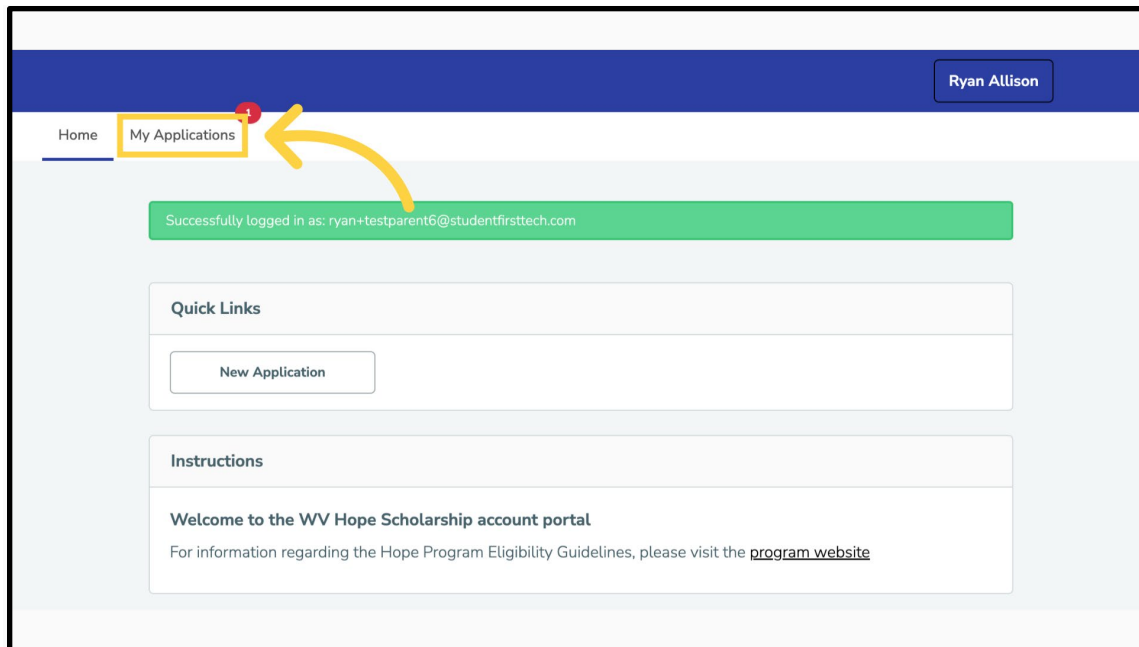 Ryan Allison
1
Home My Applications
Successfully logged in as: ryan+testparent6@studentfirsttech.com
Quick Links
New Application
Instructions
Welcome to the WV Hope Scholarship account portal
For information regarding the Hope Program Eligibility Guidelines, please visit the program website